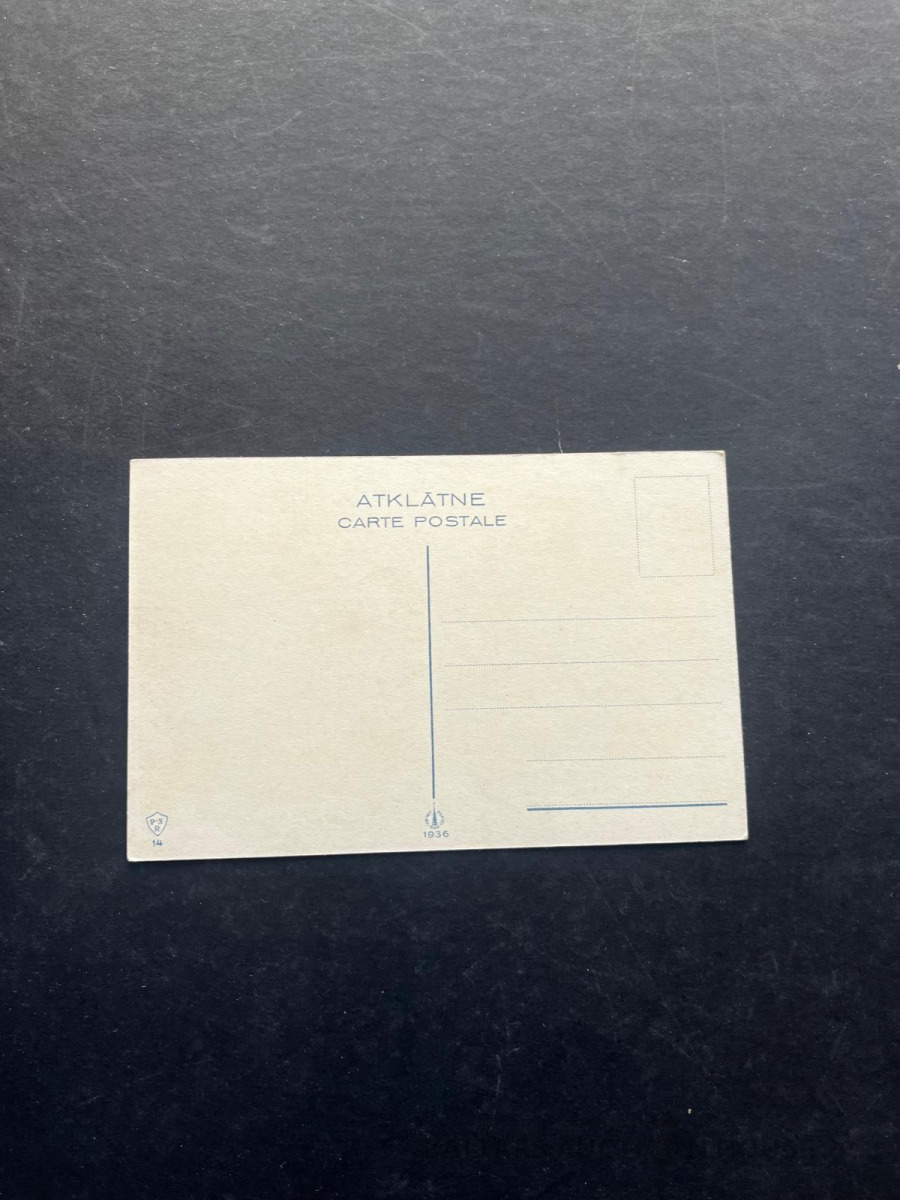 ATKLĀTNE
CARTE POSTALE
P.S
R
14
1936